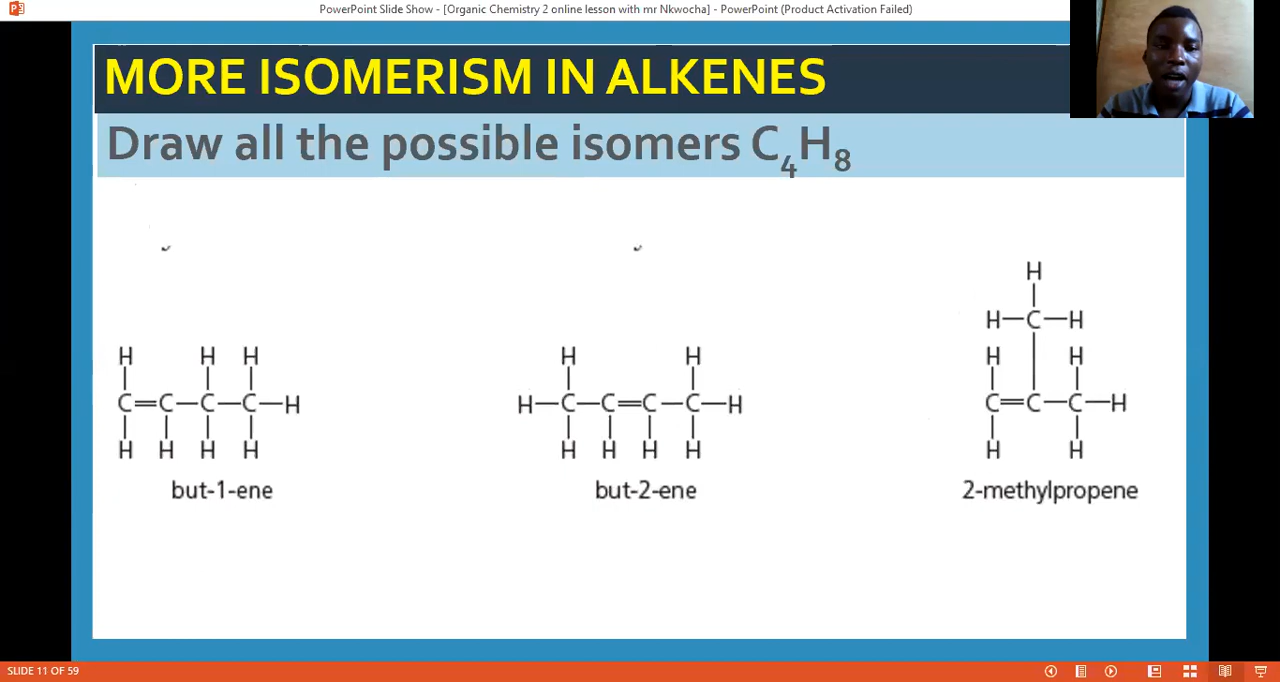 PowerPoint Slide Show - [Organic Chemistry 2 online lesson with mr Nkwocha] - PowerPoint (Product Activation Failed)
MORE ISOMERISM IN ALKENES
Draw all the possible isomers C₄H₈
H H H
C=C—C—C—H
H H H H
but-1-ene
H H
H—C—C=C—C—H
H H H H
but-2-ene
H
H—C—H
H H
C=C—C—H
H H
2-methylpropene
SLIDE 11 OF 59